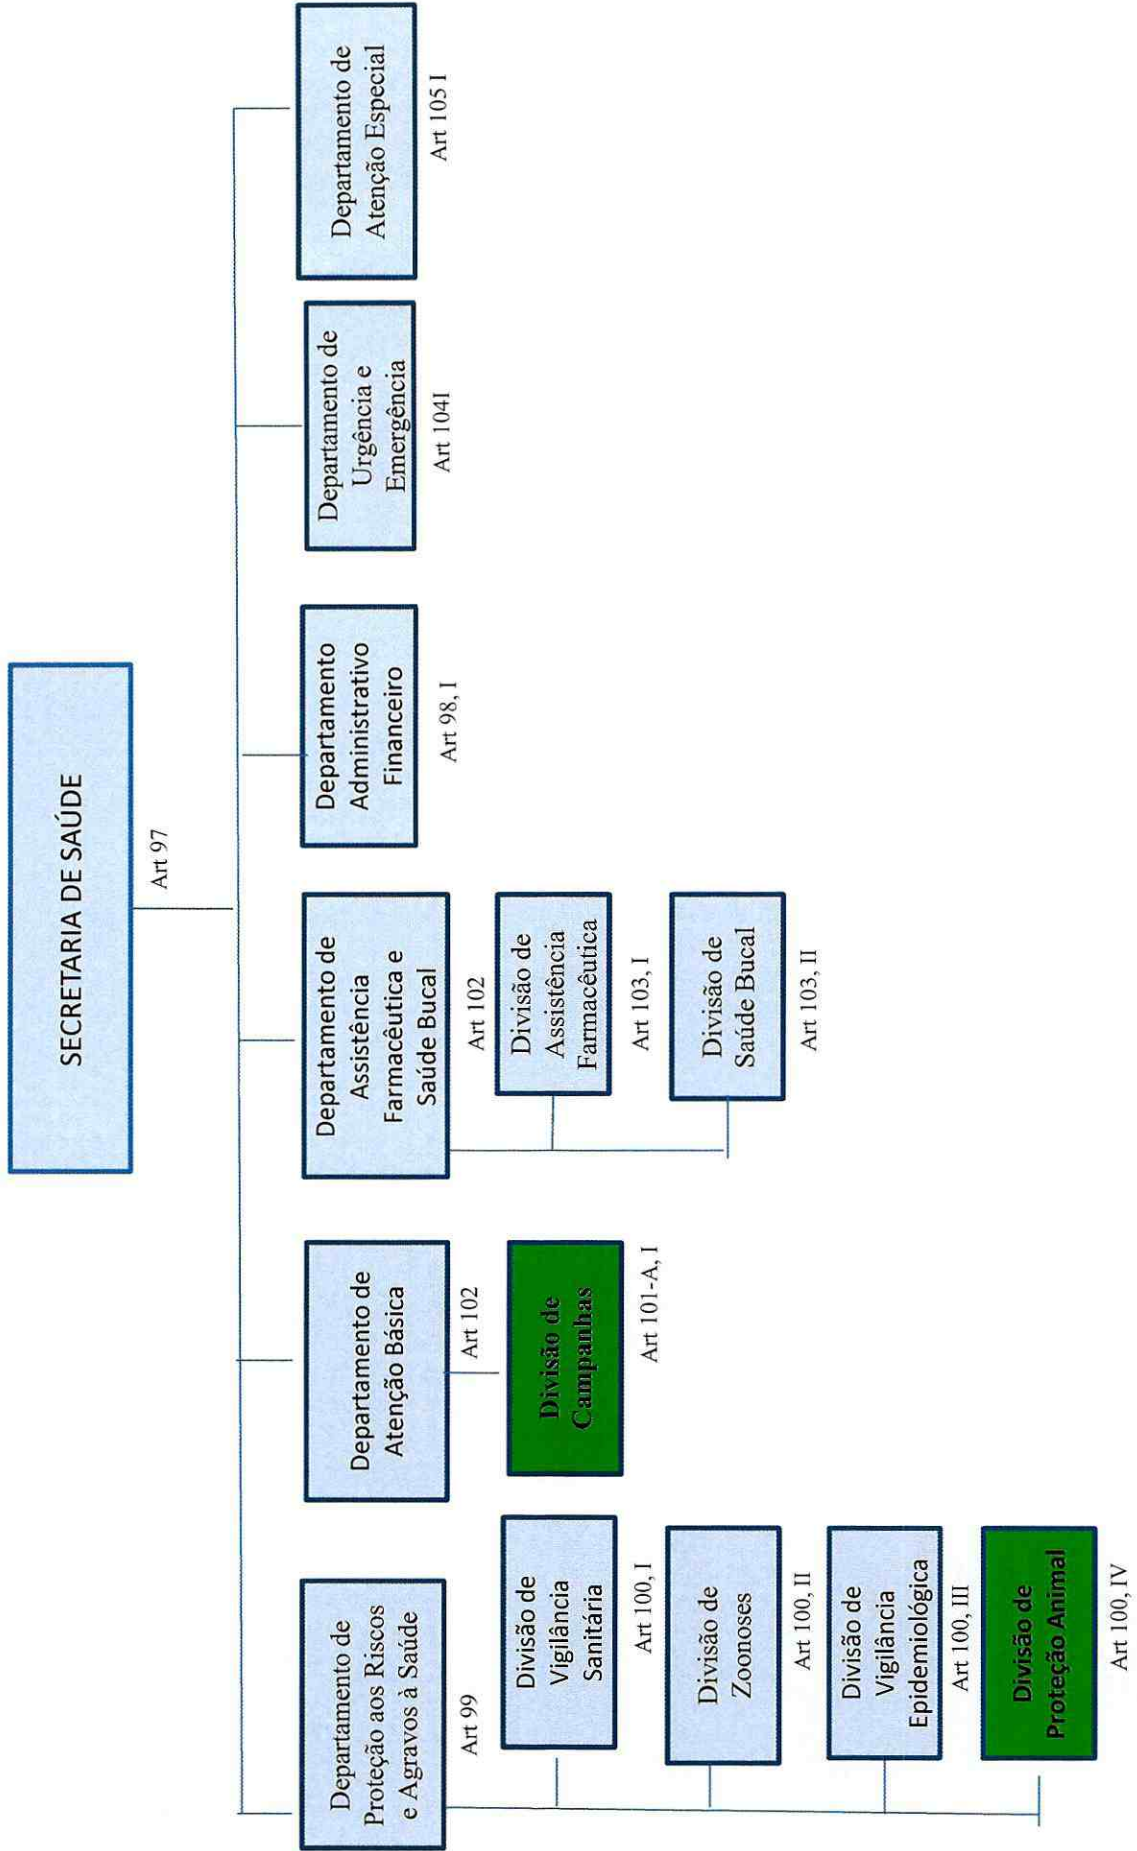 SECRETARIA DE SAÚDE
Art 97
Departamento de
Proteção aos Riscos
e Agravos à Saúde
Art 99
Divisão de
Vigilância
Sanitária
Art 100, I
Divisão de
Zoonoses
Art 100, II
Divisão de
Vigilância
Epidemiológica
Art 100, III
Divisão de
Proteção Animal
Art 100, IV
Departamento de
Atenção Básica
Art 102
Divisão de
Campanhas
Art 101-A, I
Departamento de
Assistência
Farmacêutica e
Saúde Bucal
Art 102
Divisão de
Assistência
Farmacêutica
Art 103, I
Divisão de
Saúde Bucal
Art 103, II
Departamento
Administrativo
Financeiro
Art 98, I
Departamento de
Urgência e
Emergência
Art 104I
Departamento de
Atenção Especial
Art 105 I